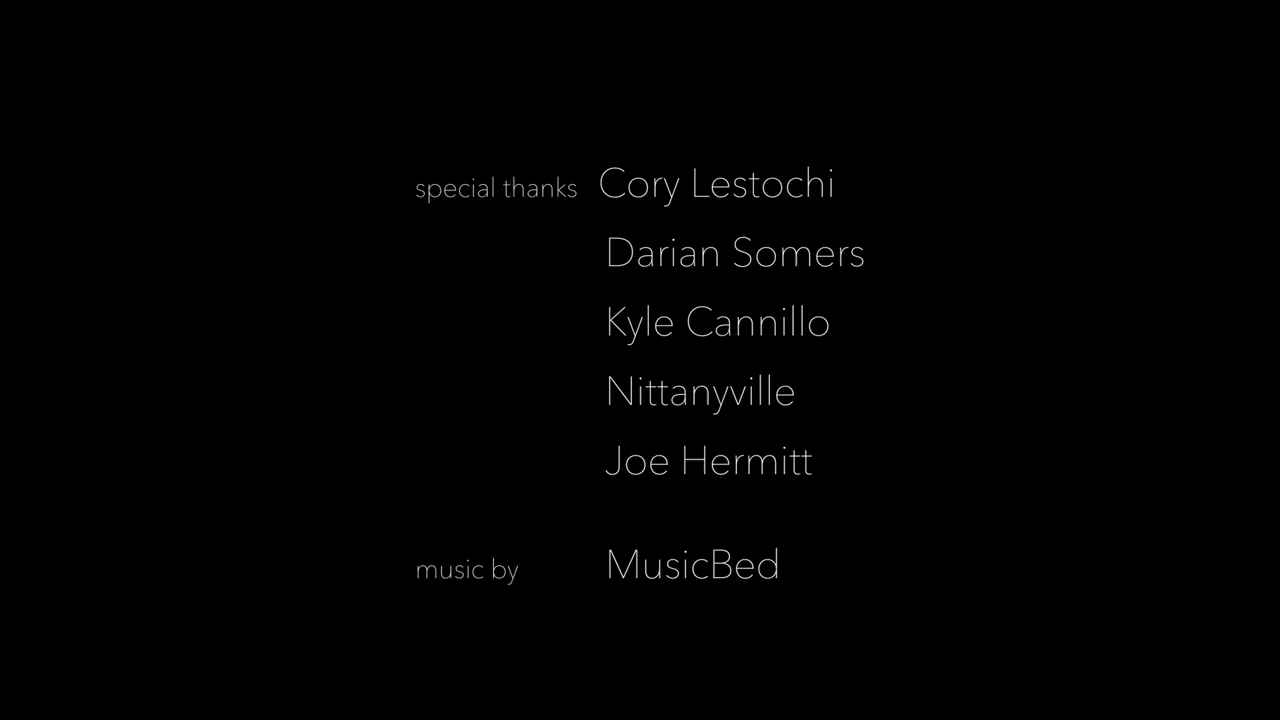 special thanks Cory Lestochi
Darian Somers
Kyle Cannillo
Nittanyville
Joe Hermitt
music by MusicBed